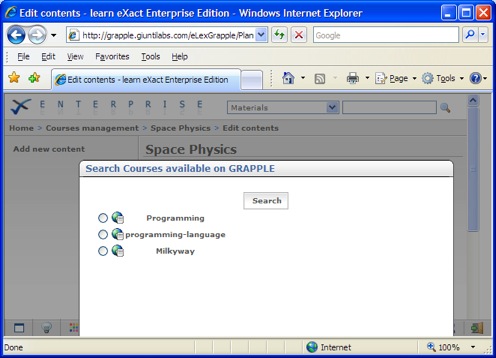 Edit contents - learn eXact Enterprise Edition - Windows Internet Explorer
http://grapple.giuntilabs.com/eLexGrapple/Plan
Google
File Edit View Favorites Tools Help
Edit contents - learn eXact Enterprise Edition
Page Tools
ENTERPRISE
Materials
Home > Courses management > Space Physics > Edit contents
Add new content
Space Physics
Search Courses available on GRAPPLE
Search
Programming
programming-language
Milkyway
Done
Internet
100%